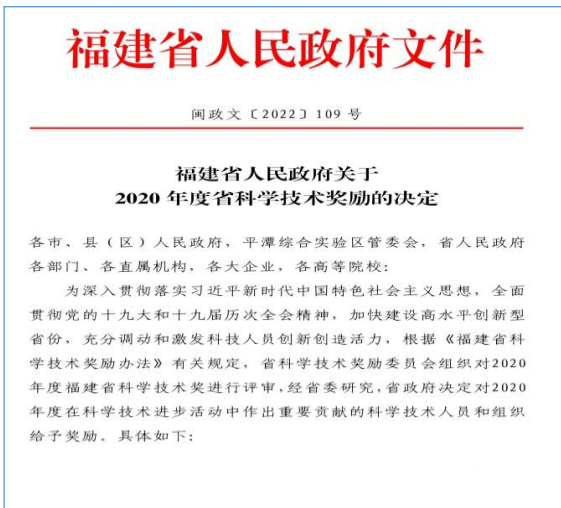 福建省人民政府文件
闽政文〔2022〕109 号
福建省人民政府关于
2020 年度省科学技术奖励的决定
各市、县（区）人民政府，平潭综合实验区管委会，省人民政府
各部门、各直属机构，各大企业，各高等院校：
为深入贯彻落实习近平新时代中国特色社会主义思想，全面
贯彻党的十九大和十九届历次全会精神，加快建设高水平创新型
省份，充分调动和激发科技人员创新创造活力，根据《福建省科
学技术奖励办法》有关规定，省科学技术奖励委员会组织对2020
年度福建省科学技术奖进行评审，经省委研究，省政府决定对2020
年度在科学技术进步活动中作出重要贡献的科学技术人员和组织
给予奖励。具体如下：